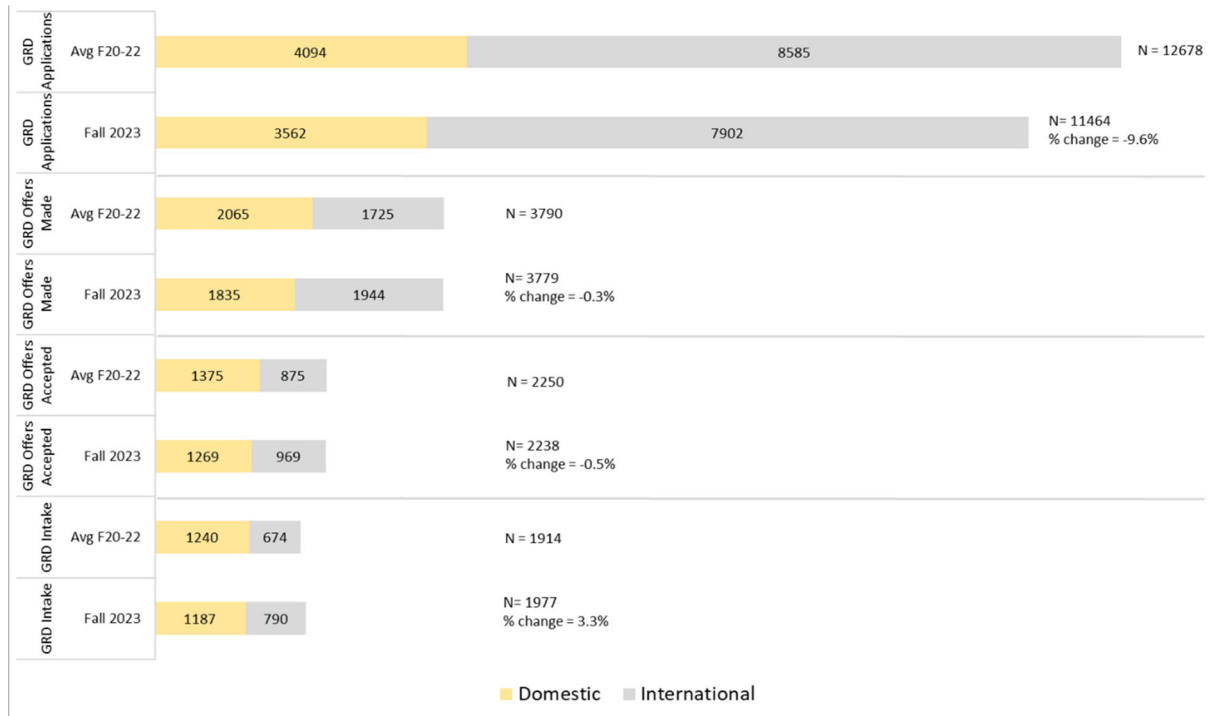 GRD
Applications
Avg F20-22
4094
8585
N = 12678
GRD
Applications
Fall 2023
3562
7902
N= 11464
% change = -9.6%
GRD Offers
Made
Avg F20-22
2065
1725
N = 3790
GRD Offers
Made
Fall 2023
1835
1944
N= 3779
% change = -0.3%
GRD Offers
Accepted
Avg F20-22
1375
875
N = 2250
GRD Offers
Accepted
Fall 2023
1269
969
N= 2238
% change = -0.5%
GRD Intake
Avg F20-22
1240
674
N = 1914
GRD Intake
Fall 2023
1187
790
N= 1977
% change = 3.3%
Domestic
International